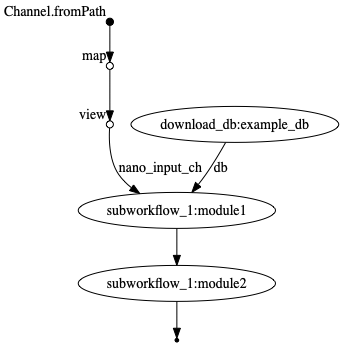 Channel.fromPath
map
view
download_db:example_db
nano_input_ch
db
subworkflow_1:module1
subworkflow_1:module2